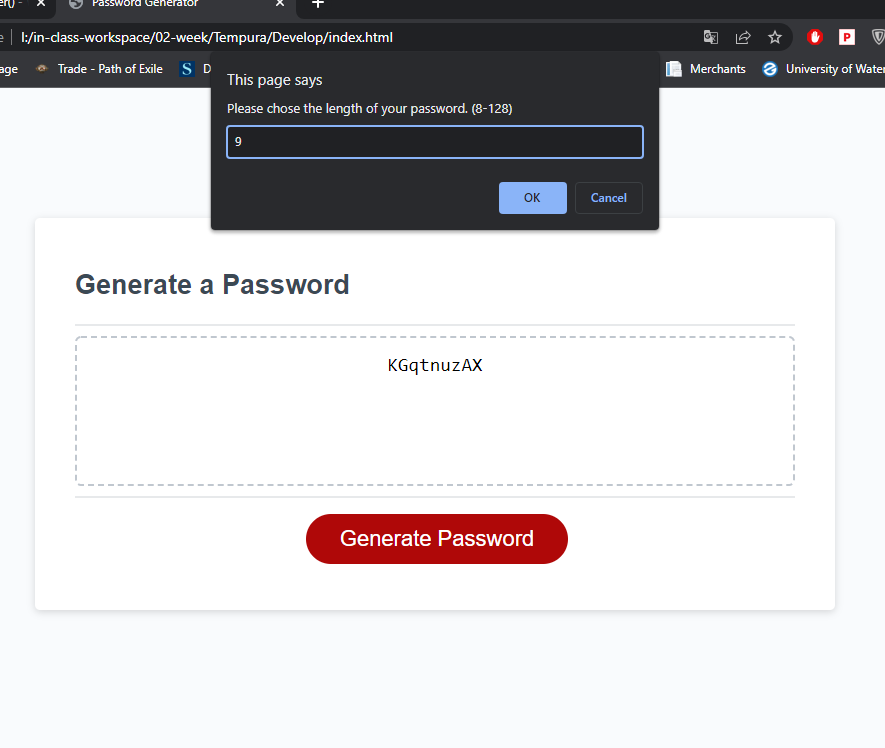 er() -
Password Generator
I:/in-class-workspace/02-week/Tempura/Develop/index.html
age
Trade - Path of Exile
S
D
Merchants
University of Water
This page says
Please chose the length of your password. (8-128)
9
OK
Cancel
Generate a Password
KGqtnuzAX
Generate Password
P